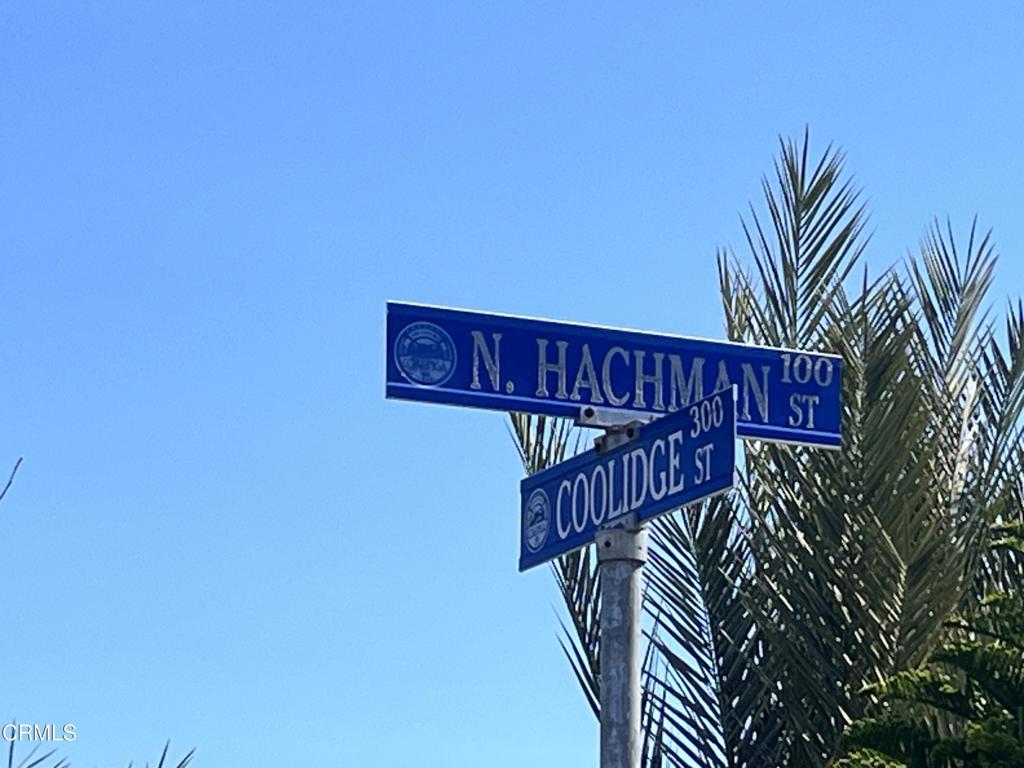 N. HACHMAN ST 100
COOLIDGE ST 300
CRMLS